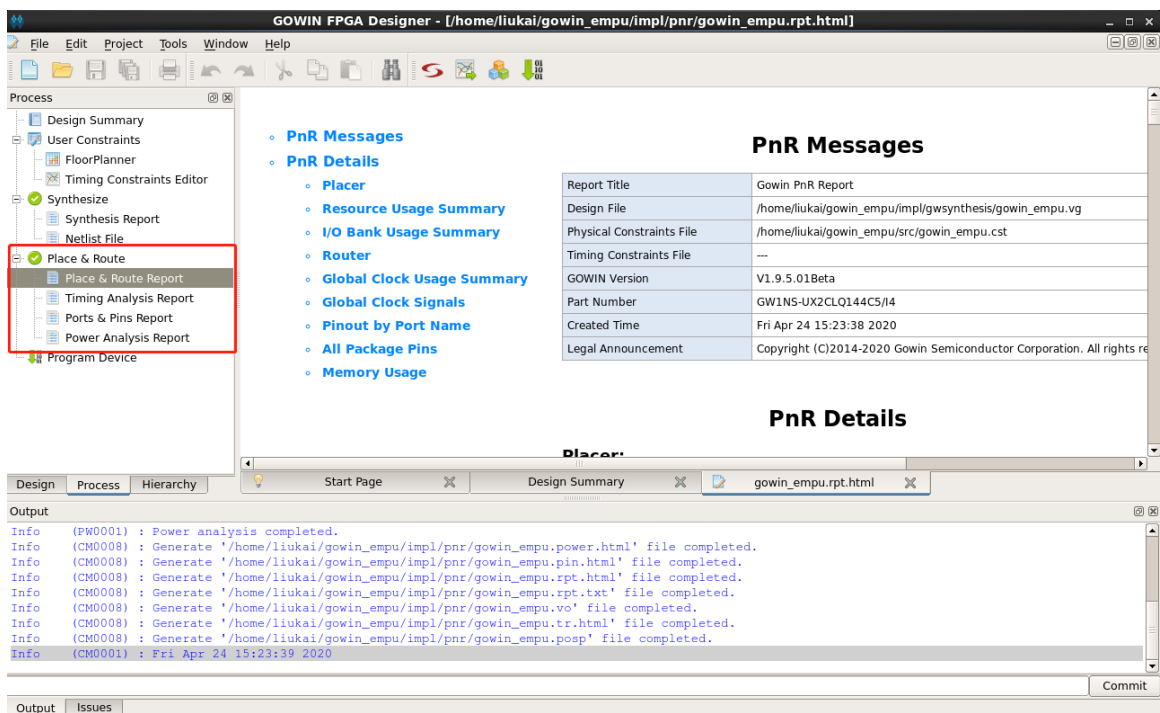 GOWIN FPGA Designer - [/home/liukai/gowin_empu/impl/pnr/gowin_empu.rpt.html]
File Edit Project Tools Window Help
Process
Design Summary
User Constraints
FloorPlanner
Timing Constraints Editor
Synthesize
Synthesis Report
Netlist File
Place & Route
Place & Route Report
Timing Analysis Report
Ports & Pins Report
Power Analysis Report
Program Device
Design Process Hierarchy
PnR Messages
PnR Details
Placer
Resource Usage Summary
I/O Bank Usage Summary
Router
Global Clock Usage Summary
Global Clock Signals
Pinout by Port Name
All Package Pins
Memory Usage
PnR Messages
Report Title Gowin PnR Report
Design File /home/liukai/gowin_empu/impl/gwsynthesis/gowin_empu.vg
Physical Constraints File /home/liukai/gowin_empu/src/gowin_empu.cst
Timing Constraints File ---
GOWIN Version V1.9.5.01Beta
Part Number GW1NS-UX2CLQ144C5/I4
Created Time Fri Apr 24 15:23:38 2020
Legal Announcement Copyright (C)2014-2020 Gowin Semiconductor Corporation. All rights re
PnR Details
Placer:
Start Page Design Summary gowin_empu.rpt.html
Output
Info (PW0001) : Power analysis completed.
Info (CM0008) : Generate '/home/liukai/gowin_empu/impl/pnr/gowin_empu.power.html' file completed.
Info (CM0008) : Generate '/home/liukai/gowin_empu/impl/pnr/gowin_empu.pin.html' file completed.
Info (CM0008) : Generate '/home/liukai/gowin_empu/impl/pnr/gowin_empu.rpt.html' file completed.
Info (CM0008) : Generate '/home/liukai/gowin_empu/impl/pnr/gowin_empu.rpt.txt' file completed.
Info (CM0008) : Generate '/home/liukai/gowin_empu/impl/pnr/gowin_empu.vo' file completed.
Info (CM0008) : Generate '/home/liukai/gowin_empu/impl/pnr/gowin_empu.tr.html' file completed.
Info (CM0008) : Generate '/home/liukai/gowin_empu/impl/pnr/gowin_empu.posp' file completed.
Info (CM0001) : Fri Apr 24 15:23:39 2020
Commit
Output Issues